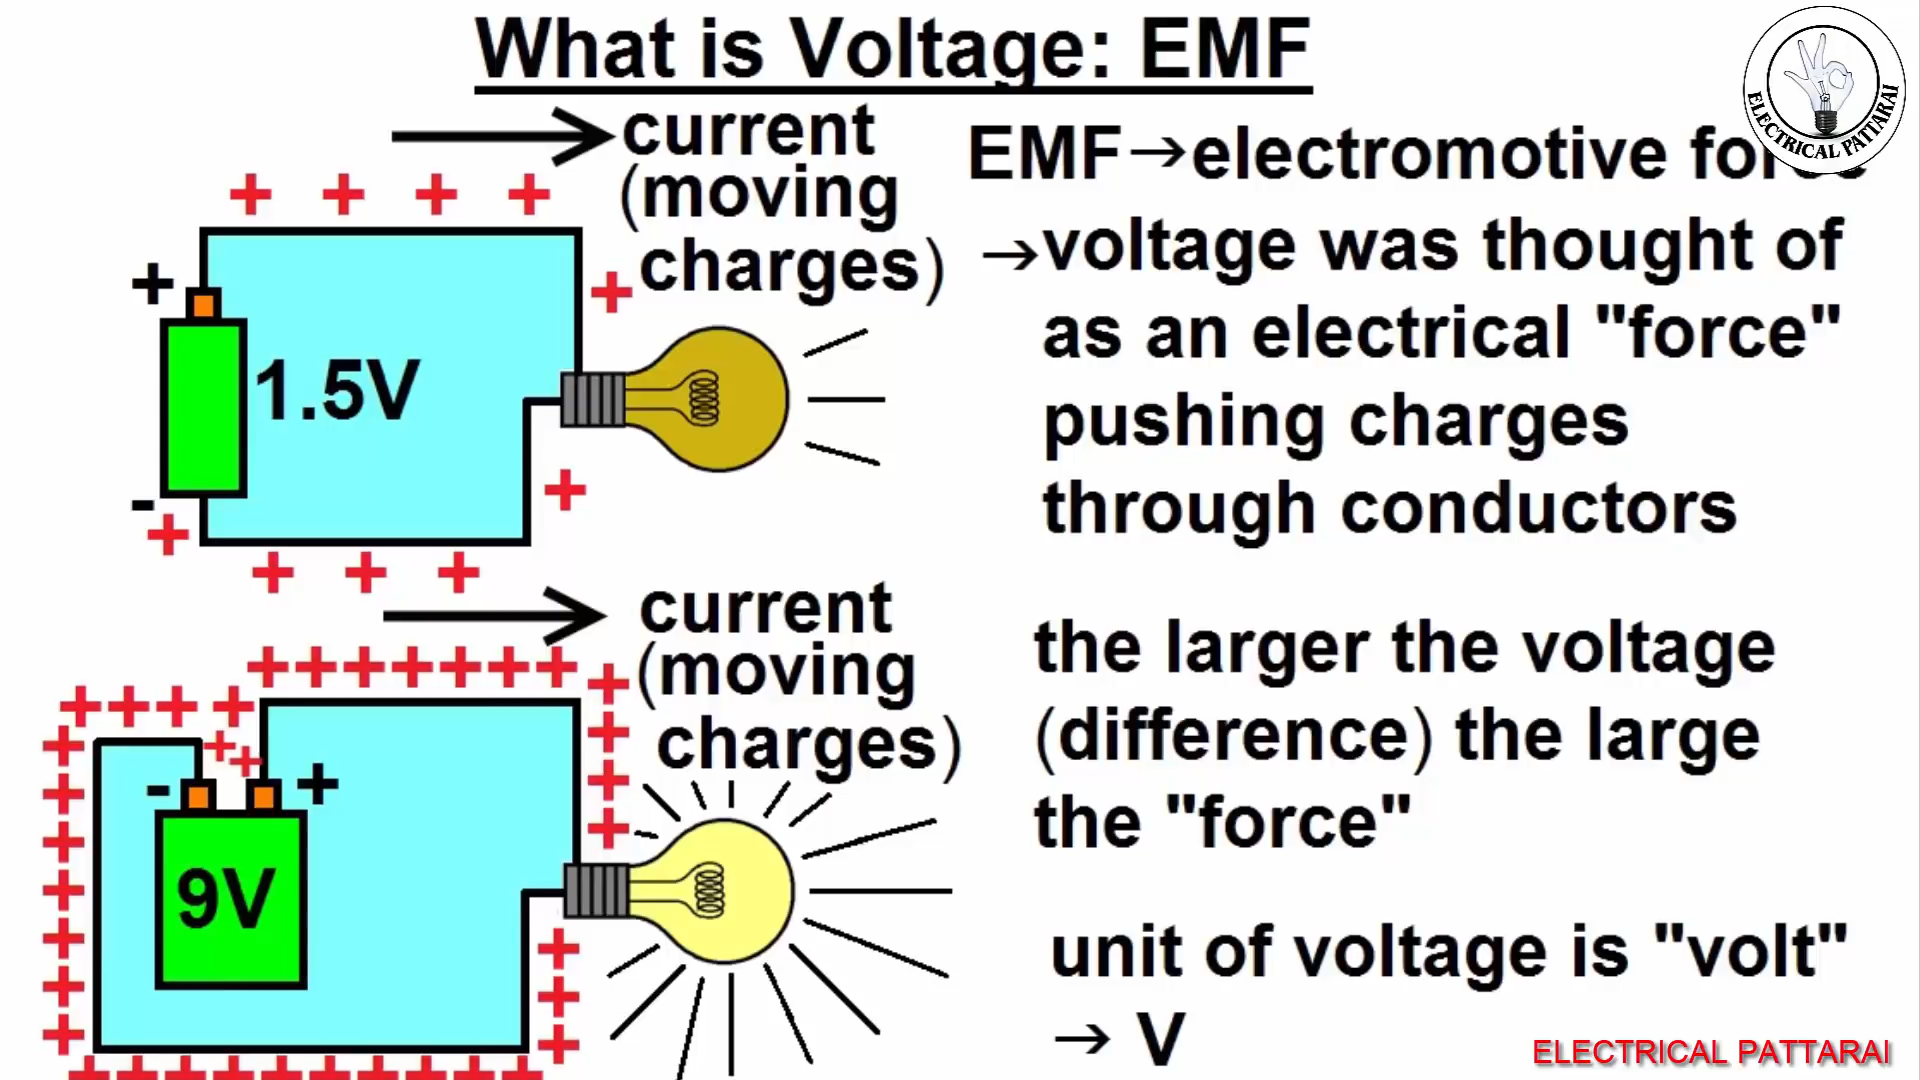 What is Voltage: EMF
current
(moving
charges)
EMF→electromotive force
→voltage was thought of
as an electrical "force"
pushing charges
through conductors
+
1.5V
-
current
(moving
charges)
the larger the voltage
(difference) the large
the "force"
- +
9V
unit of voltage is "volt"
→ V
ELECTRICAL PATTARAI
ELECTRICAL PATTARAI